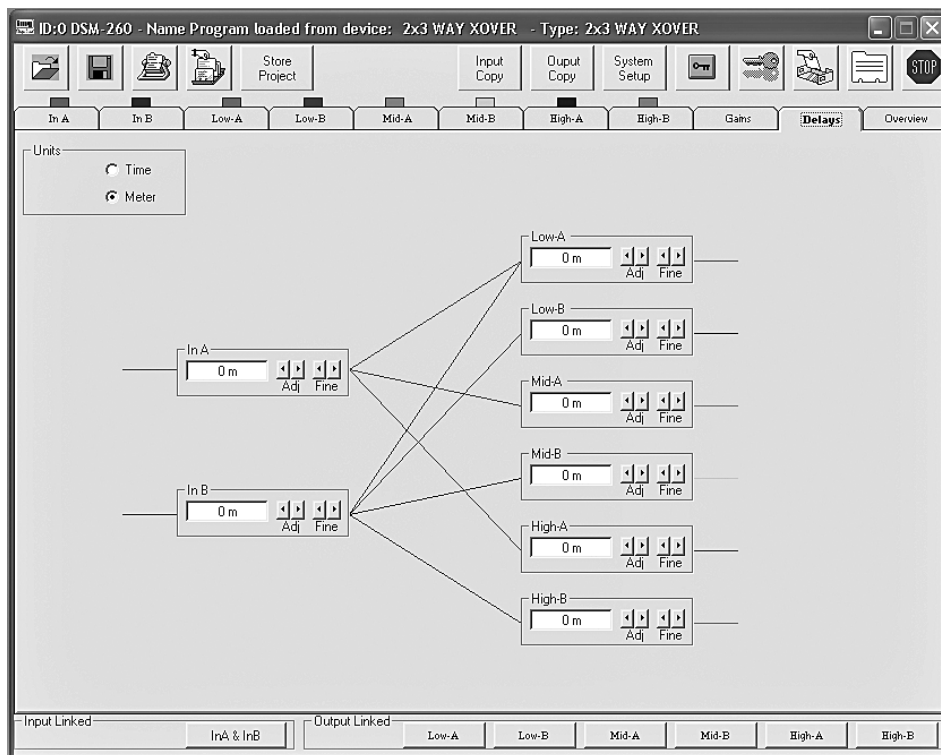 ID:0 DSM-260 - Name Program loaded from device: 2x3 WAY XOVER - Type: 2x3 WAY XOVER
Store Project
Input Copy
Ouput Copy
System Setup
STOP
In A In B Low-A Low-B Mid-A Mid-B High-A High-B Gains Delays Overview
Units
Time
Meter
Low-A
0 m
Adj Fine
Low-B
0 m
Adj Fine
In A
0 m
Adj Fine
Mid-A
0 m
Adj Fine
Mid-B
0 m
Adj Fine
In B
0 m
Adj Fine
High-A
0 m
Adj Fine
High-B
0 m
Adj Fine
Input Linked
InA & InB
Output Linked
Low-A Low-B Mid-A Mid-B High-A High-B